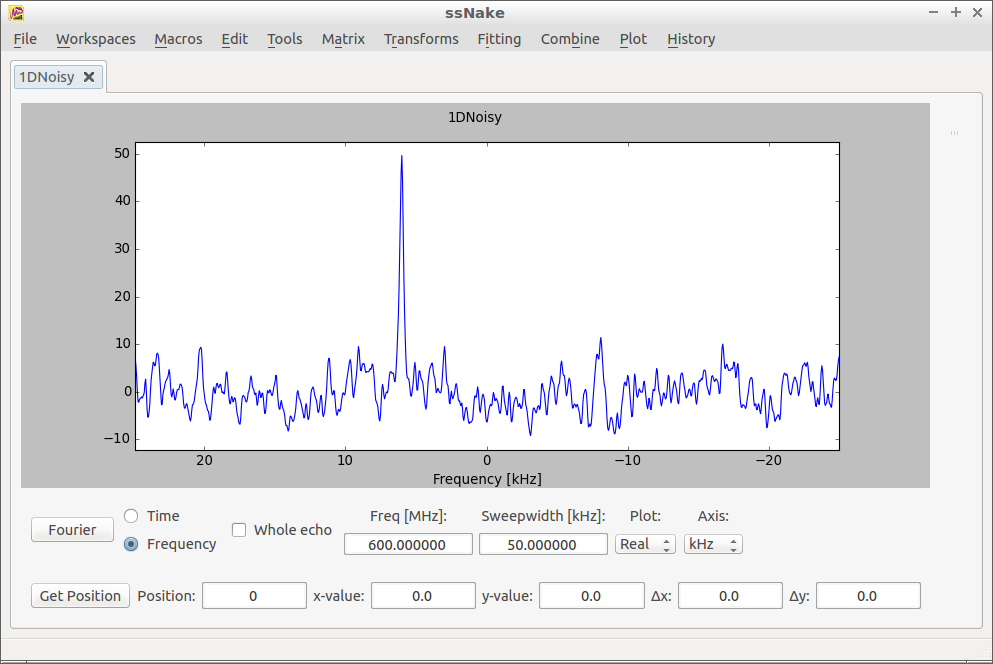 ssNake
File Workspaces Macros Edit Tools Matrix Transforms Fitting Combine Plot History
1DNoisy
1DNoisy
50
40
30
20
10
0
−10
20 10 0 −10 −20
Frequency [kHz]
Fourier
Time
Frequency
Whole echo
Freq [MHz]: Sweepwidth [kHz]: Plot: Axis:
600.000000 50.000000 Real kHz
Get Position Position: 0 x-value: 0.0 y-value: 0.0 Δx: 0.0 Δy: 0.0